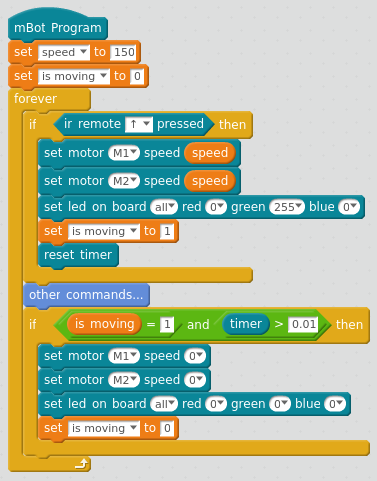 mBot Program
set speed to 150
set is moving to 0
forever
if ir remote ↑ pressed then
set motor M1 speed speed
set motor M2 speed speed
set led on board all red 0 green 255 blue 0
set is moving to 1
reset timer
other commands...
if is moving = 1 and timer > 0.01 then
set motor M1 speed 0
set motor M2 speed 0
set led on board all red 0 green 0 blue 0
set is moving to 0